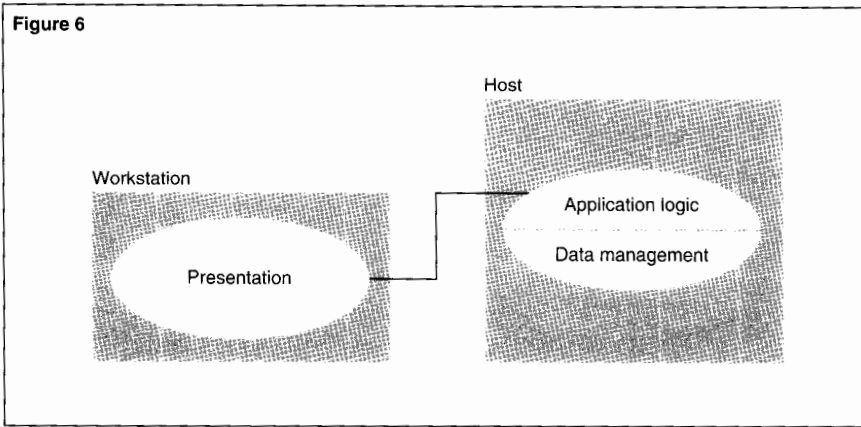 Figure 6
Host
Workstation
Application logic
Data management
Presentation